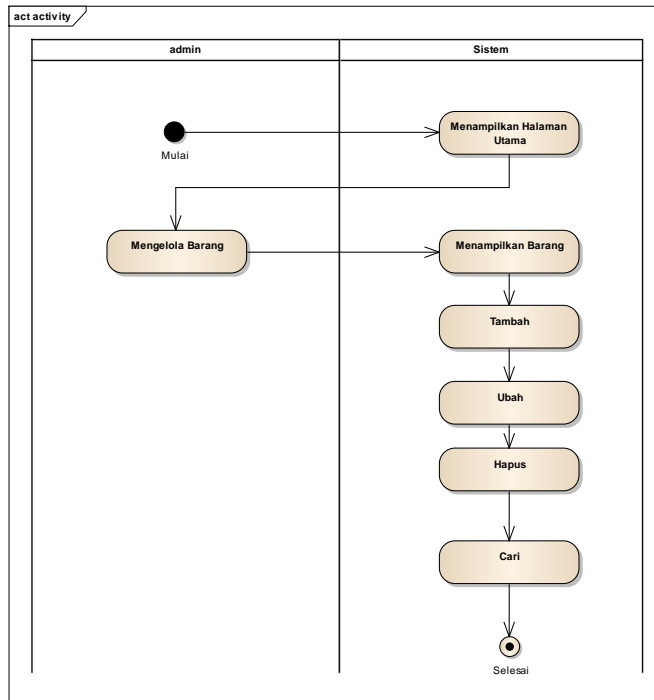 act activity
admin
Sistem
Mulai
Menampilkan Halaman
Utama
Mengelola Barang
Menampilkan Barang
Tambah
Ubah
Hapus
Cari
Selesai